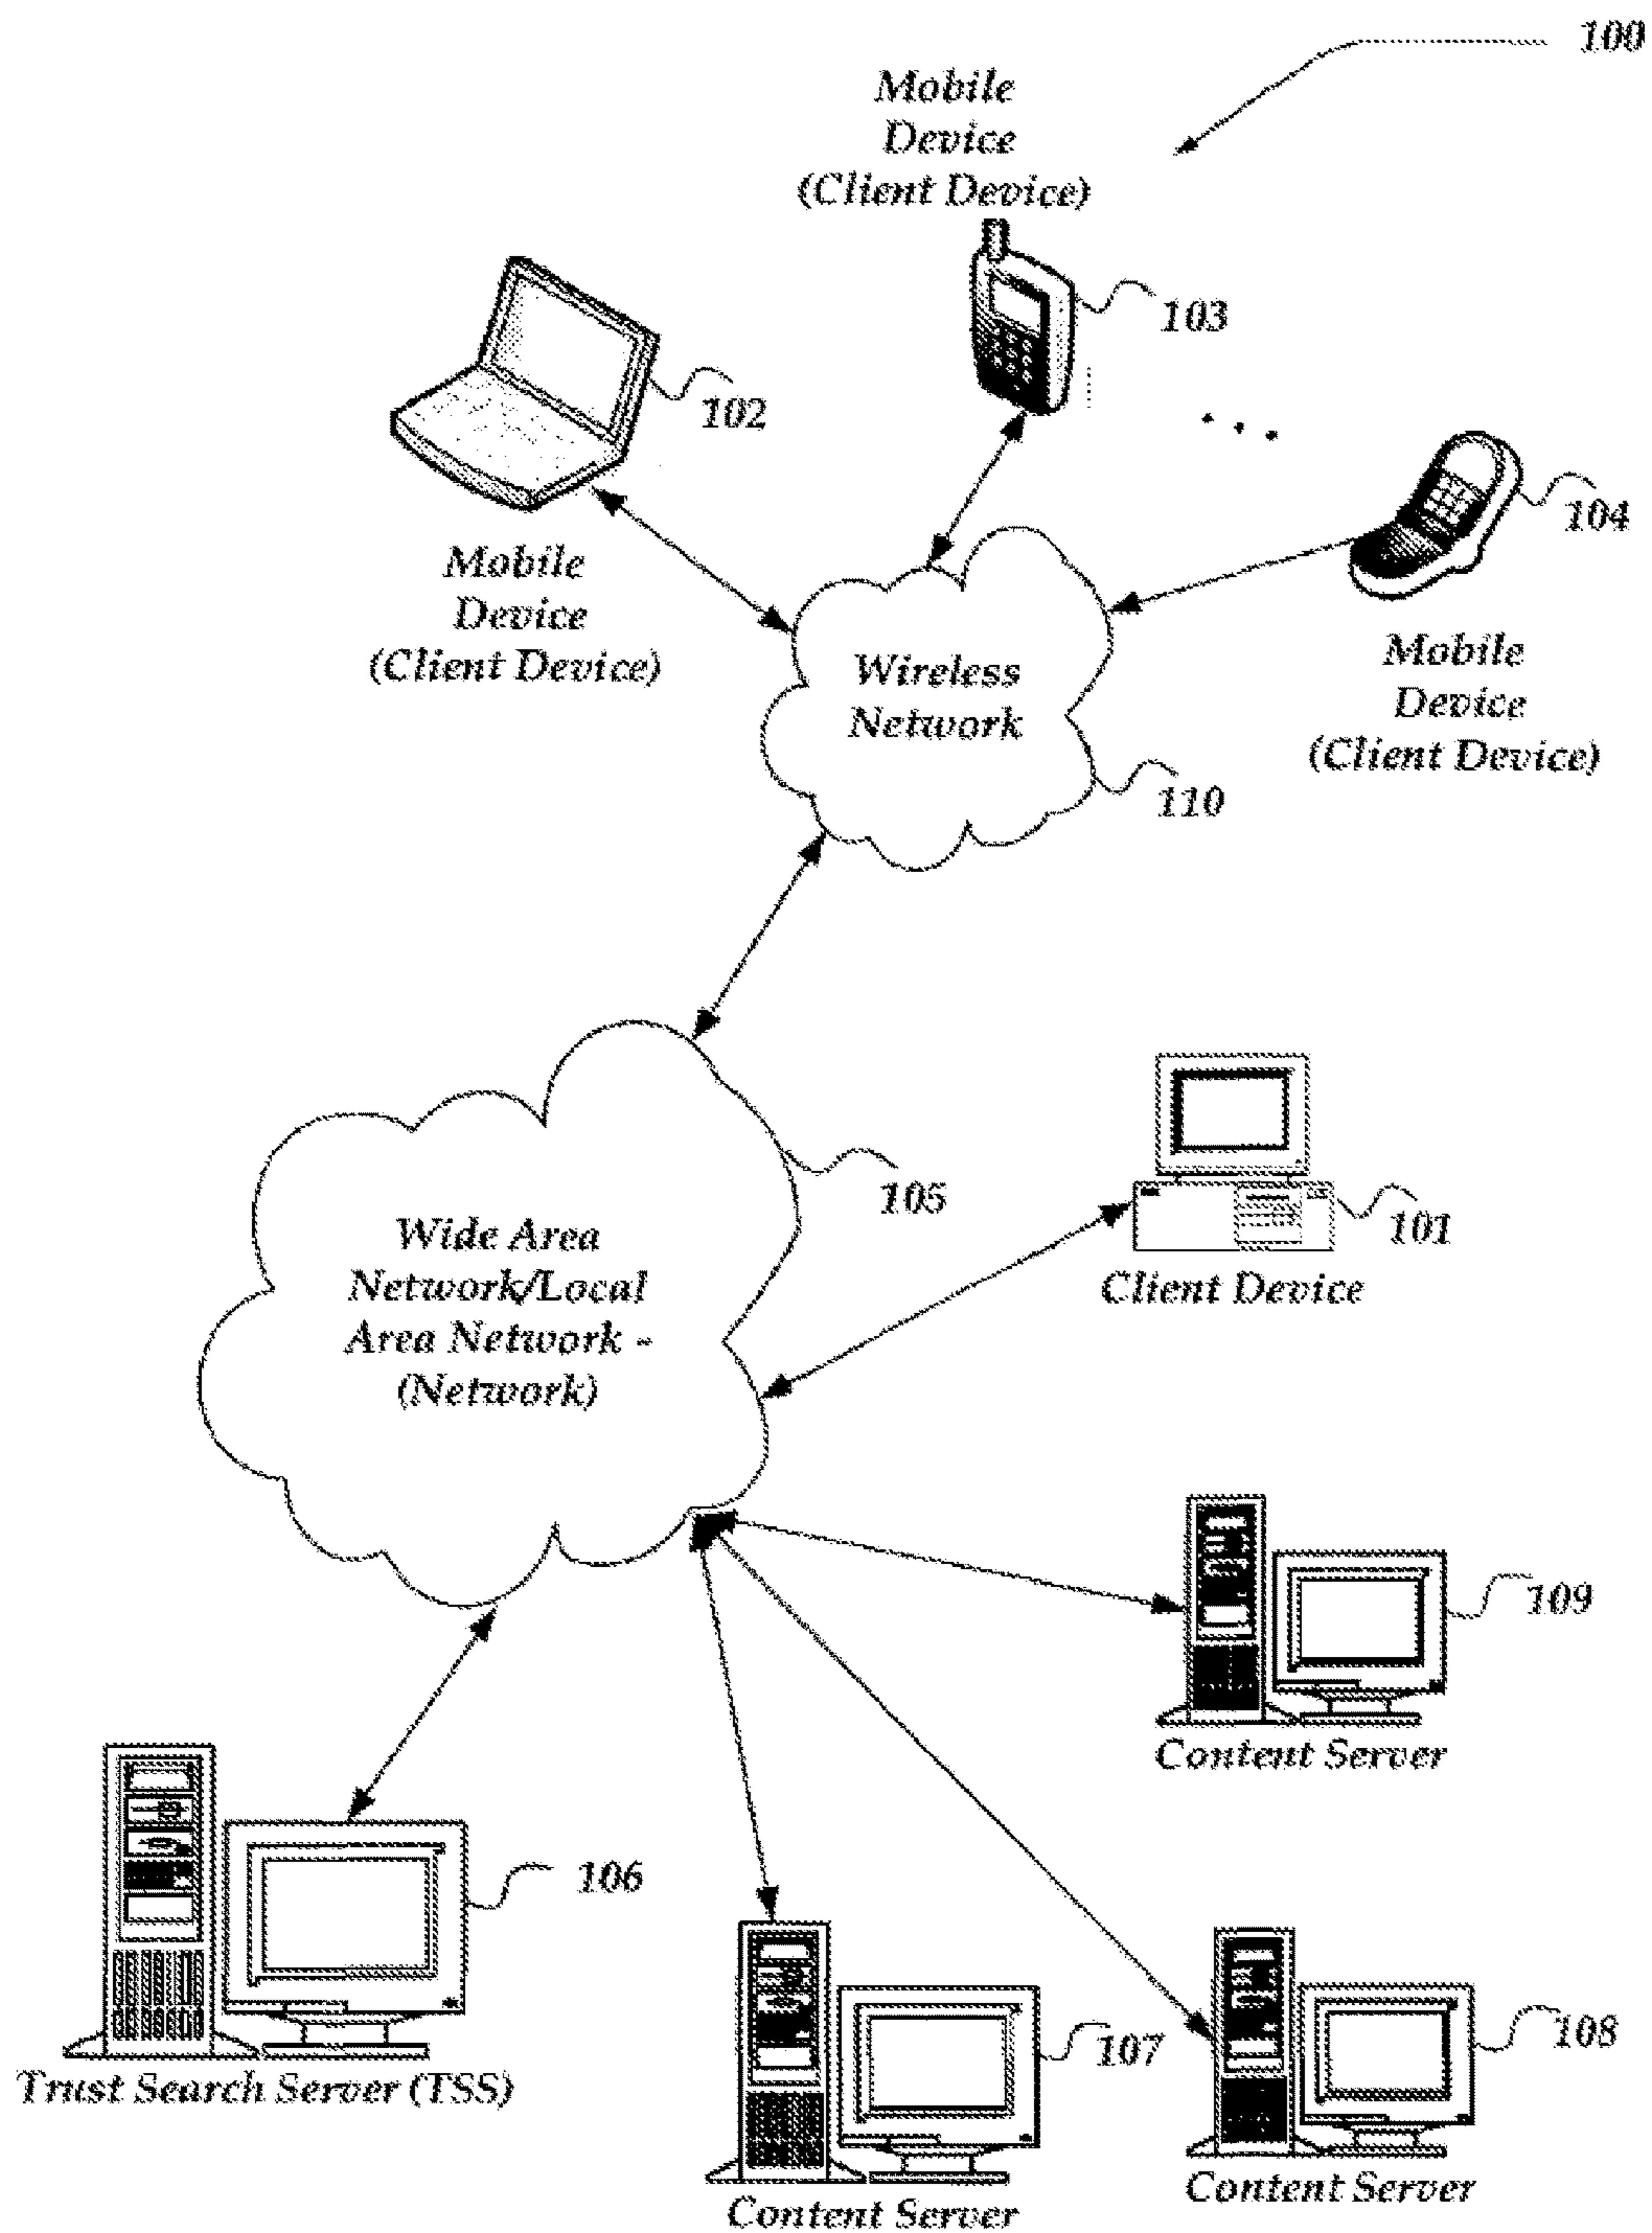 100
Mobile
Device
(Client Device)
103
102
104
Mobile
Device
(Client Device)
Wireless
Network
Mobile
Device
(Client Device)
110
105
Wide Area
Network/Local
Area Network -
(Network)
101
Client Device
109
Content Server
106
Trust Search Server (TSS)
107
108
Content Server
Content Server